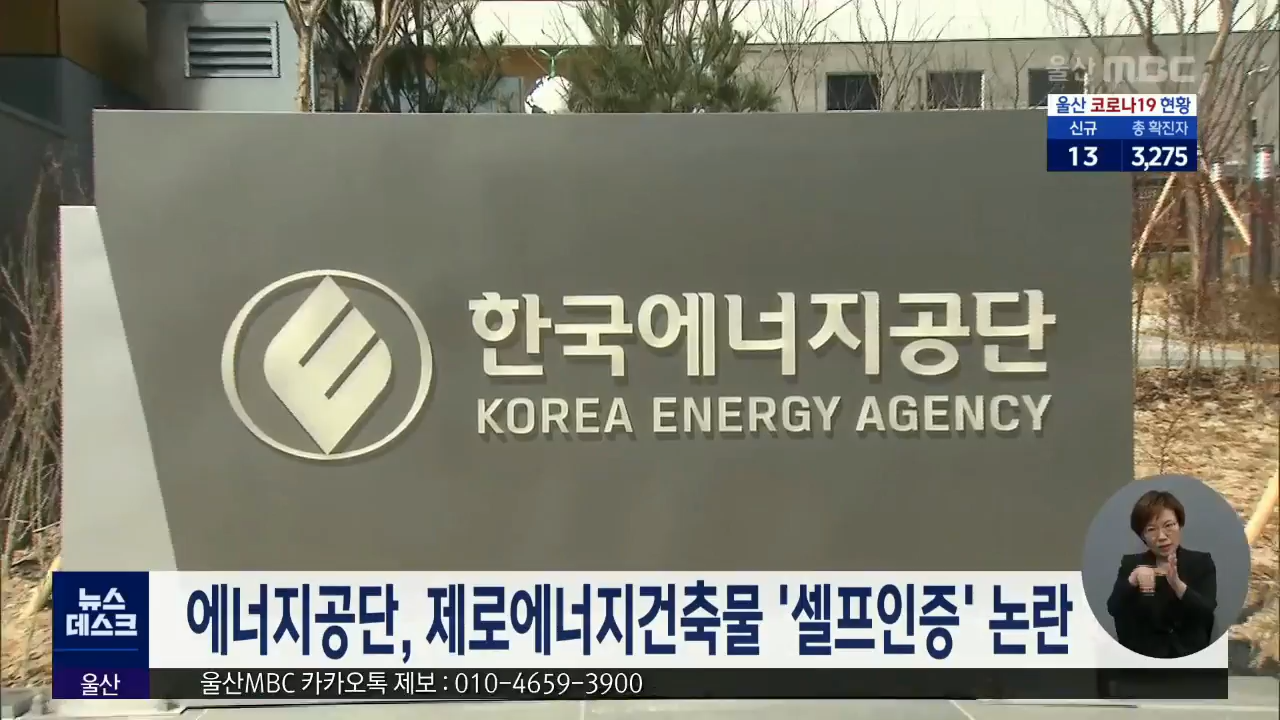 울산 MBC
울산 코로나19 현황
신규 총 확진자
13 3,275
한국에너지공단
KOREA ENERGY AGENCY
뉴스
데스크
에너지공단, 제로에너지건축물 '셀프인증' 논란
울산
울산MBC 카카오톡 제보 : 010-4659-3900